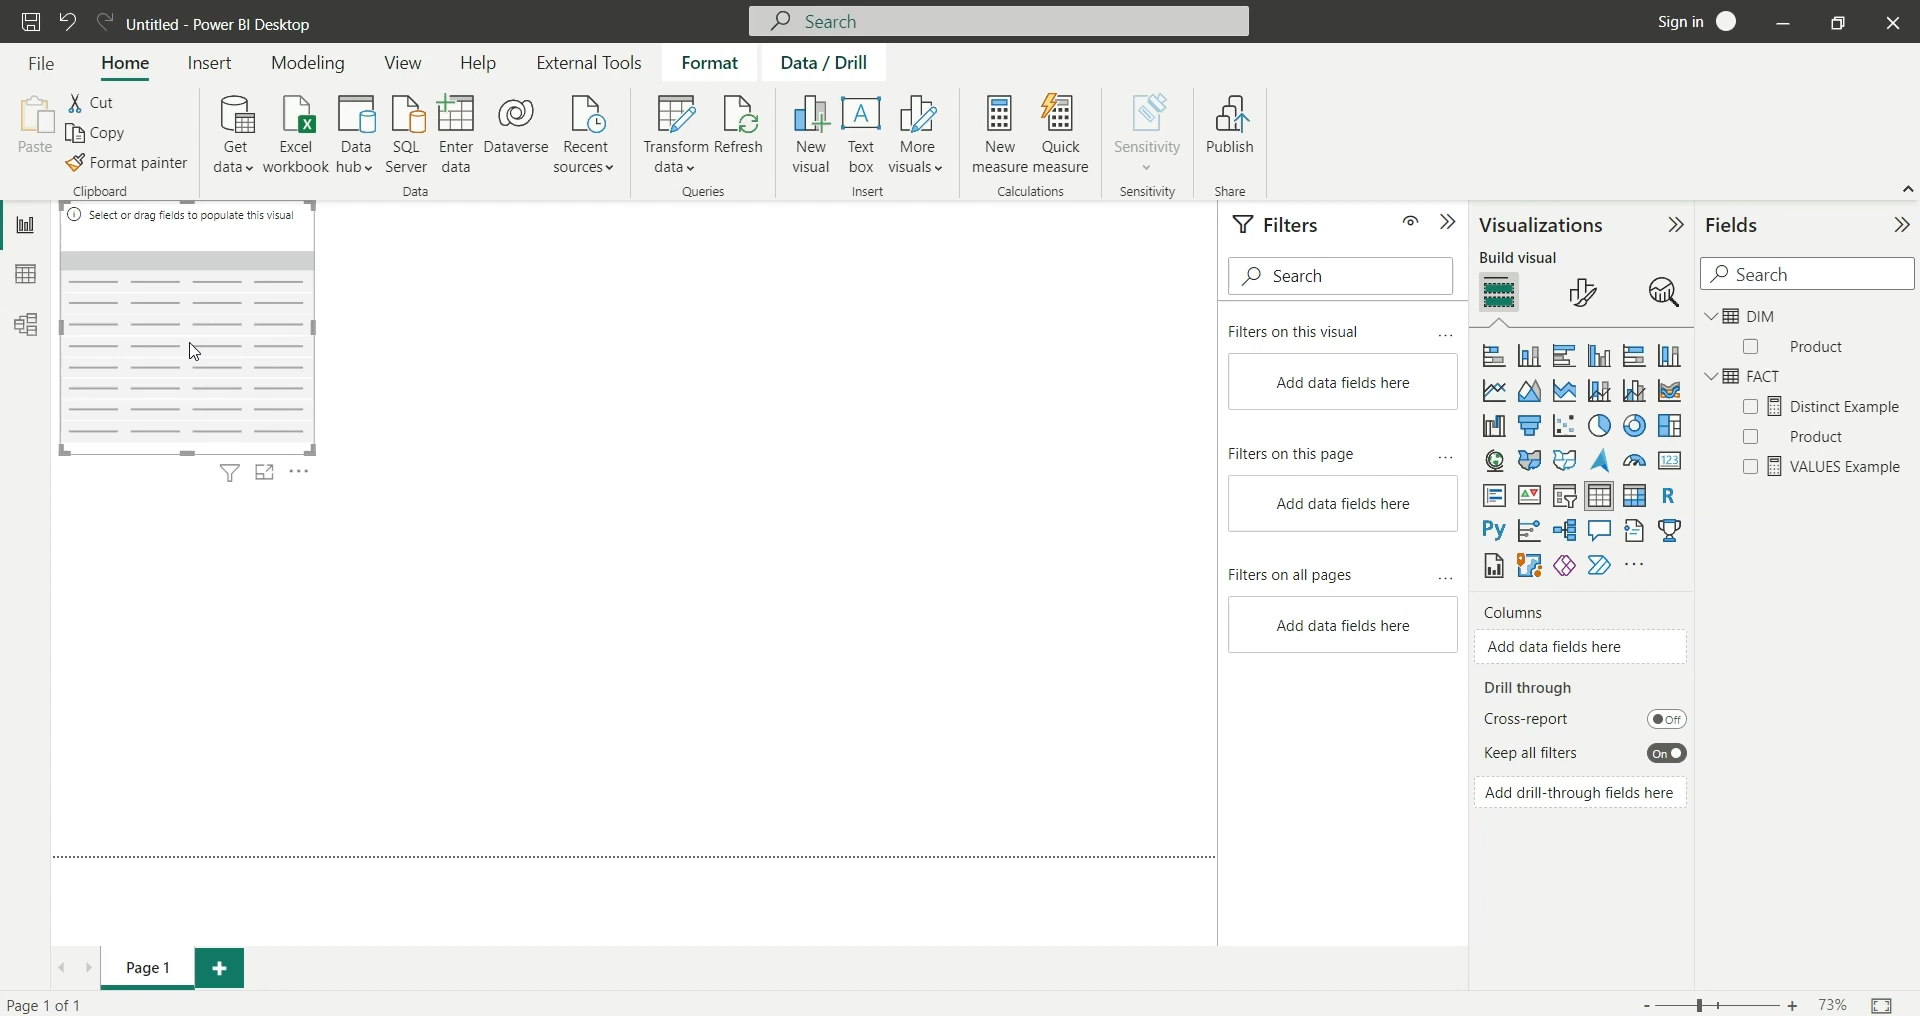 Untitled - Power BI Desktop
Search
Sign in
File Home Insert Modeling View Help External Tools Format Data / Drill
Paste
Cut
Copy
Format painter
Clipboard
Get data
Excel workbook
Data hub
SQL Server
Enter data
Dataverse
Recent sources
Data
Transform data
Refresh
Queries
New visual
Text box
More visuals
Insert
New measure
Quick measure
Calculations
Sensitivity
Sensitivity
Publish
Share
Select or drag fields to populate this visual
Filters
Search
Filters on this visual
Add data fields here
Filters on this page
Add data fields here
Filters on all pages
Add data fields here
Visualizations
Build visual
123
R
Py
Columns
Add data fields here
Drill through
Cross-report Off
Keep all filters On
Add drill-through fields here
Fields
Search
DIM
Product
FACT
Distinct Example
Product
VALUES Example
Page 1
Page 1 of 1
- + 73%